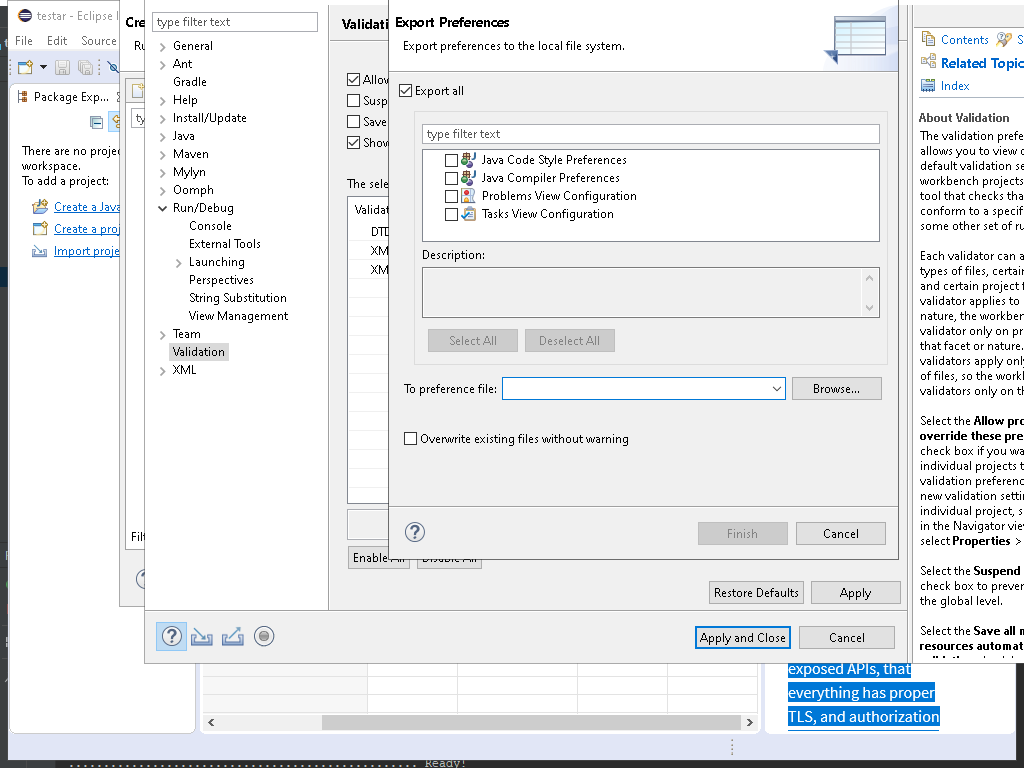 testar - Eclipse I
File Edit Source
Package Exp...
There are no proje
workspace.
To add a project:
Create a Java
Create a proj
Import proje
Cre
Ru
ty
Filt
type filter text
General
Ant
Gradle
Help
Install/Update
Java
Maven
Mylyn
Oomph
Run/Debug
Console
External Tools
Launching
Perspectives
String Substitution
View Management
Team
Validation
XML
Validati
Allow
Susp
Save
Show
The sele
Validat
DTD
XM
XM
Enable All
Disable All
Restore Defaults
Apply
Apply and Close
Cancel
Export Preferences
Export preferences to the local file system.
Export all
type filter text
Java Code Style Preferences
Java Compiler Preferences
Problems View Configuration
Tasks View Configuration
Description:
Select All
Deselect All
To preference file:
Browse...
Overwrite existing files without warning
Finish
Cancel
Contents S
Related Topic
Index
About Validation
The validation prefe
allows you to view o
default validation se
workbench projects
tool that checks tha
conform to a specif
some other set of ru
Each validator can a
types of files, certain
and certain project f
validator applies to
nature, the workben
validator only on pr
that facet or nature.
validators apply only
of files, so the workb
validators only on th
Select the Allow pro
override these pre
check box if you wa
individual projects t
validation preferenc
new validation settin
individual project, s
in the Navigator vie
select Properties >
Select the Suspend
check box to preven
the global level.
Select the Save all m
resources automat
exposed APIs, that
everything has proper
TLS, and authorization
Ready!